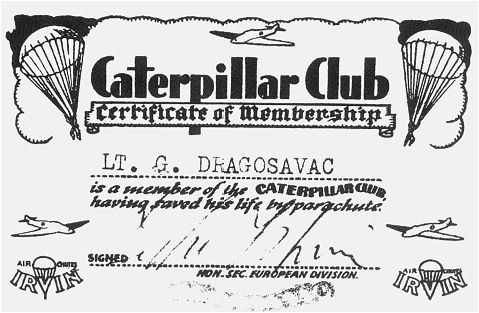 Caterpillar Club
Certificate of Membership
LT. G. DRAGOSAVAC
is a member of the CATERPILLAR CLUB
having saved his life by parachute.
SIGNED
HON. SEC. EUROPEAN DIVISION.
AIR CHUTES
IRVIN
AIR CHUTES
IRVIN